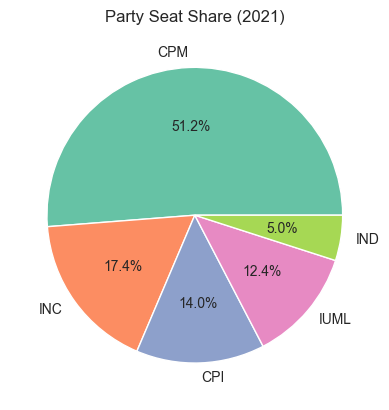 Party Seat Share (2021)
CPM
51.2%
5.0%
IND
17.4%
12.4%
14.0%
INC
IUML
CPI